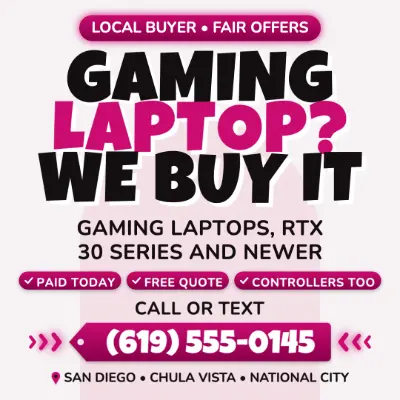 LOCAL BUYER • FAIR OFFERS
GAMING
LAPTOP?
WE BUY IT
GAMING LAPTOPS, RTX
30 SERIES AND NEWER
✓ PAID TODAY ✓ FREE QUOTE ✓ CONTROLLERS TOO
CALL OR TEXT
(619) 555-0145
SAN DIEGO • CHULA VISTA • NATIONAL CITY